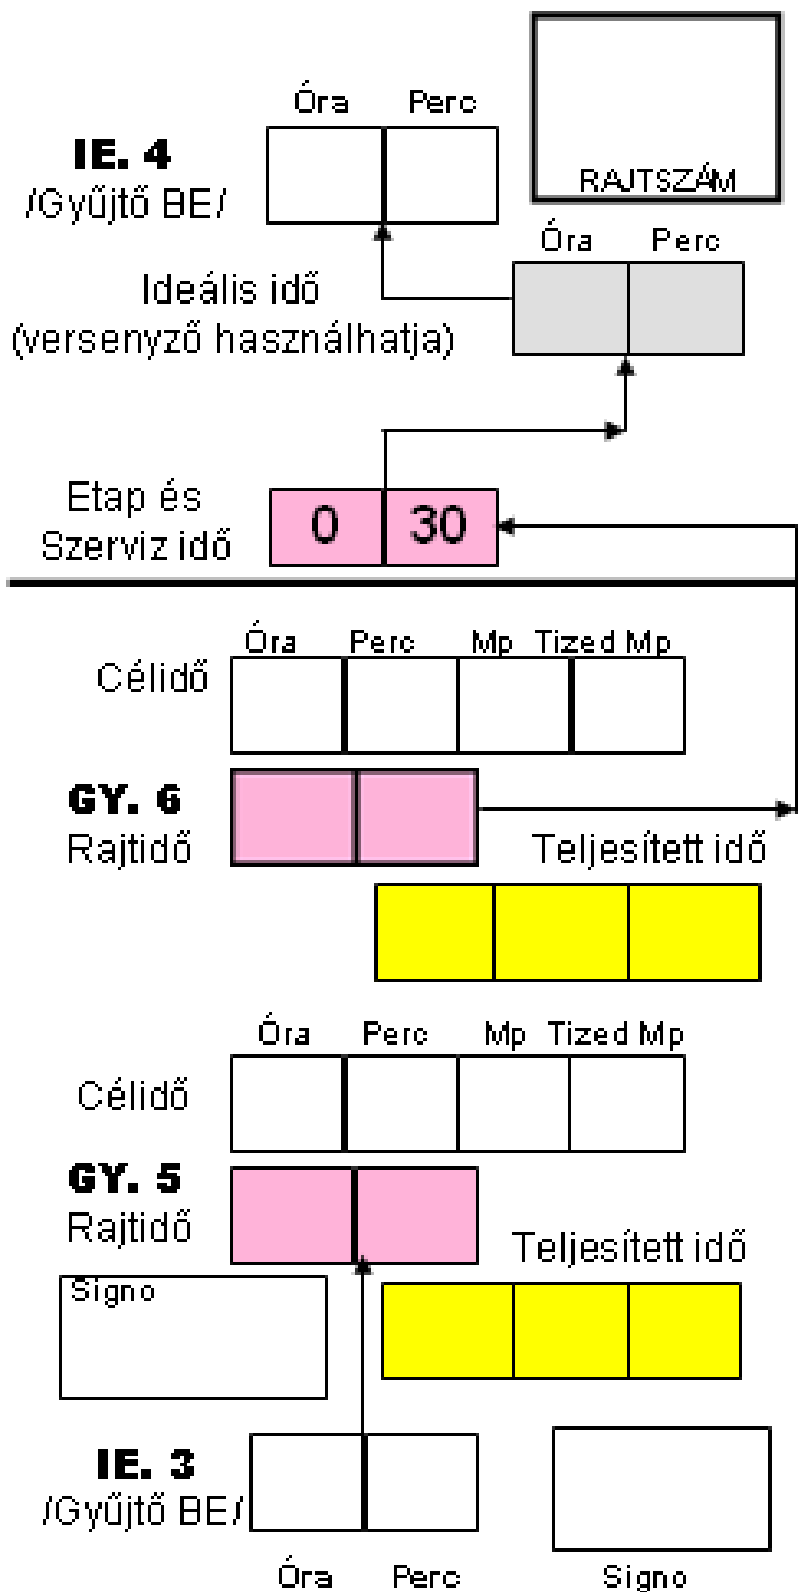 Óra Perc
IE. 4
/Gyűjtő BE/
RAJTSZÁM
Óra Perc
Ideális idő
(versenyző használhatja)
Etap és
Szerviz idő
0 30
Óra Perc Mp Tized Mp
Célidő
GY. 6
Rajtidő
Teljesített idő
Óra Perc Mp Tized Mp
Célidő
GY. 5
Rajtidő
Teljesített idő
Signo
IE. 3
/Gyűjtő BE/
Óra Perc Signo